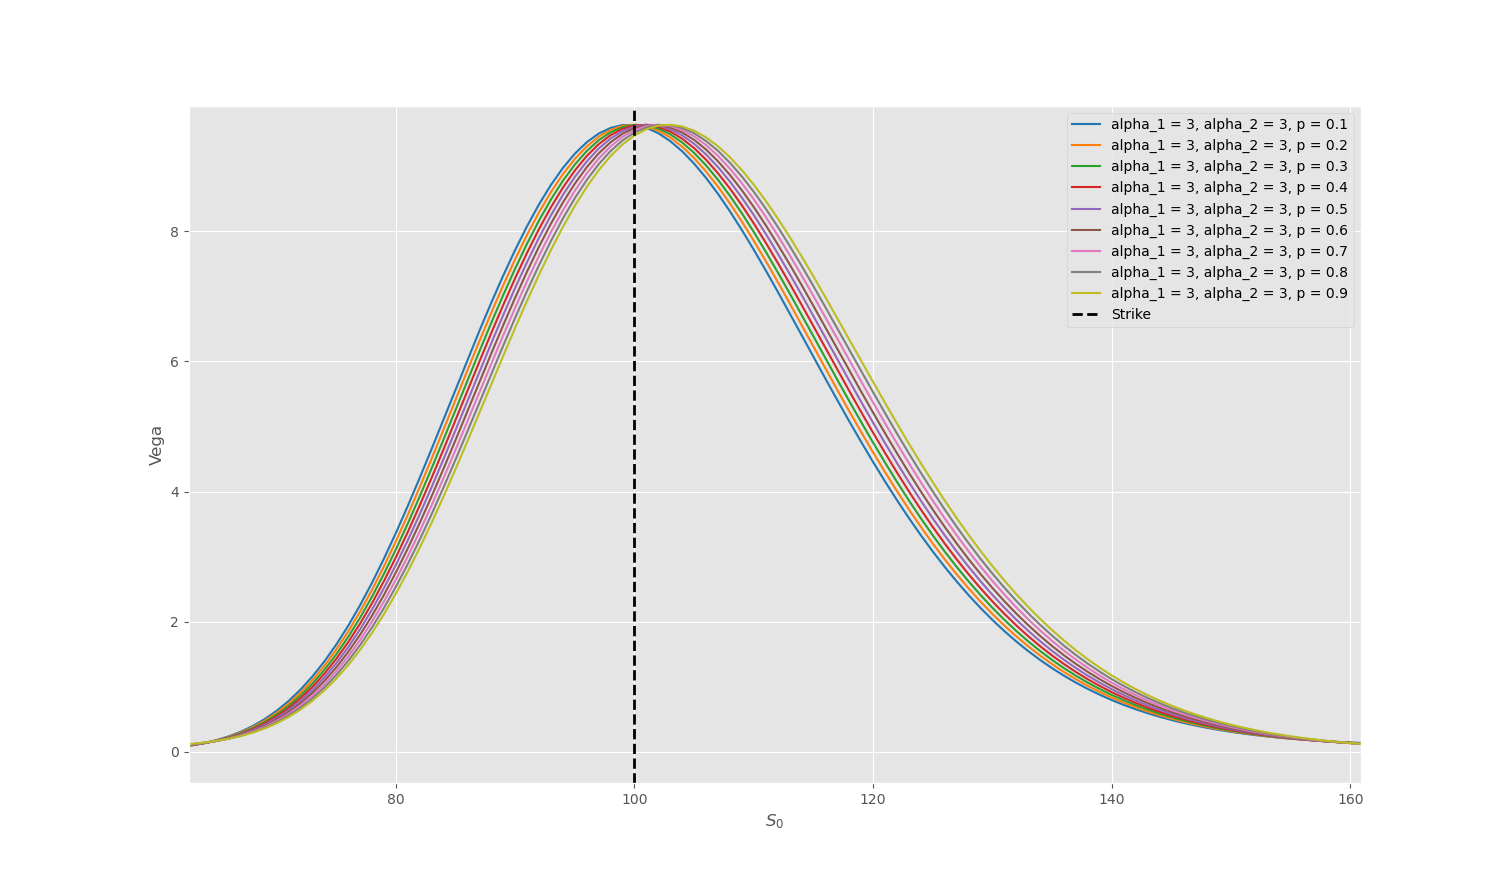 alpha_1 = 3, alpha_2 = 3, p = 0.1
alpha_1 = 3, alpha_2 = 3, p = 0.2
alpha_1 = 3, alpha_2 = 3, p = 0.3
alpha_1 = 3, alpha_2 = 3, p = 0.4
alpha_1 = 3, alpha_2 = 3, p = 0.5
alpha_1 = 3, alpha_2 = 3, p = 0.6
alpha_1 = 3, alpha_2 = 3, p = 0.7
alpha_1 = 3, alpha_2 = 3, p = 0.8
alpha_1 = 3, alpha_2 = 3, p = 0.9
Strike
8
6
4
2
0
Vega
80 100 120 140 160
S₀